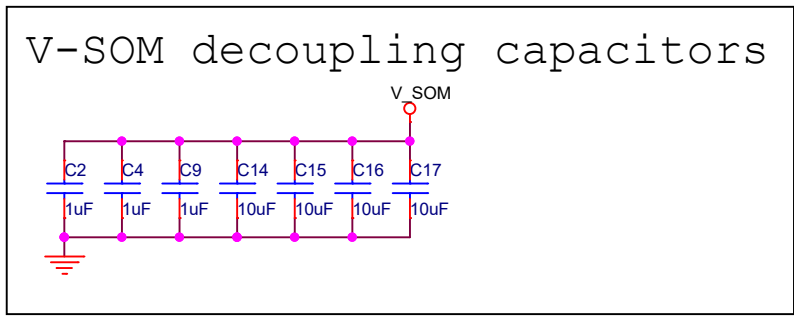 V-SOM decoupling capacitors
V_SOM
C2 C4 C9 C14 C15 C16 C17
1uF 1uF 1uF 10uF 10uF 10uF 10uF